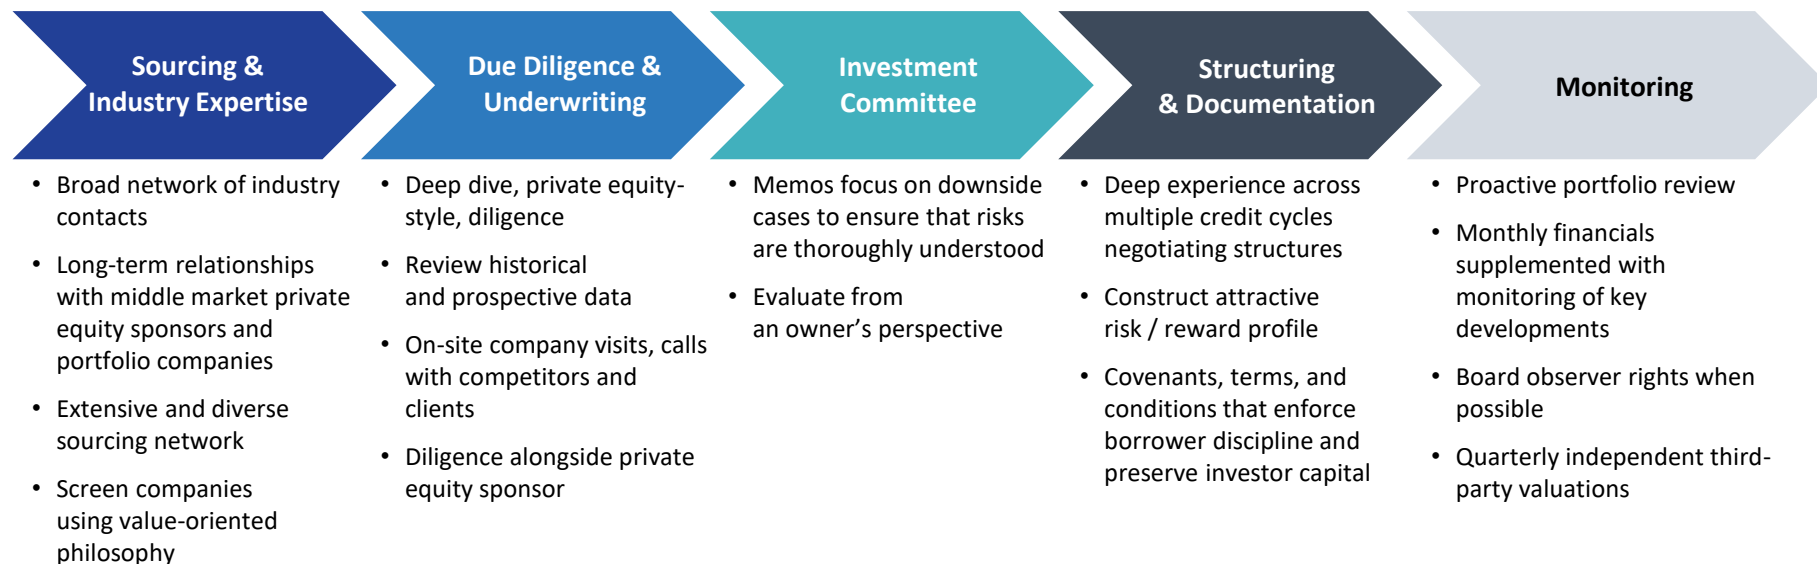 Sourcing &
Industry Expertise
Due Diligence &
Underwriting
Investment
Committee
Structuring
& Documentation
Monitoring
• Broad network of industry
contacts
• Long-term relationships
with middle market private
equity sponsors and
portfolio companies
• Extensive and diverse
sourcing network
• Screen companies
using value-oriented
philosophy
• Deep dive, private equity-
style, diligence
• Review historical
and prospective data
• On-site company visits, calls
with competitors and
clients
• Diligence alongside private
equity sponsor
• Memos focus on downside
cases to ensure that risks
are thoroughly understood
• Evaluate from
an owner’s perspective
• Deep experience across
multiple credit cycles
negotiating structures
• Construct attractive
risk / reward profile
• Covenants, terms, and
conditions that enforce
borrower discipline and
preserve investor capital
• Proactive portfolio review
• Monthly financials
supplemented with
monitoring of key
developments
• Board observer rights when
possible
• Quarterly independent third-
party valuations